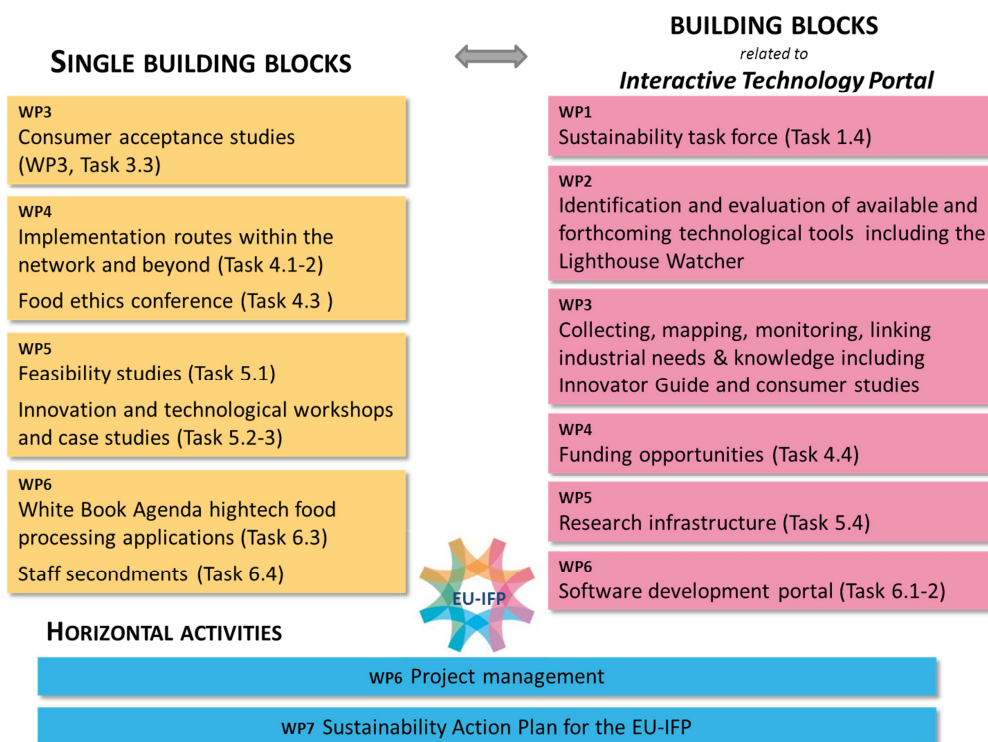 SINGLE BUILDING BLOCKS
WP3
Consumer acceptance studies
(WP3, Task 3.3)
WP4
Implementation routes within the
network and beyond (Task 4.1-2)
Food ethics conference (Task 4.3 )
WP5
Feasibility studies (Task 5.1)
Innovation and technological workshops
and case studies (Task 5.2-3)
WP6
White Book Agenda hightech food
processing applications (Task 6.3)
Staff secondments (Task 6.4)
BUILDING BLOCKS
related to
Interactive Technology Portal
WP1
Sustainability task force (Task 1.4)
WP2
Identification and evaluation of available and
forthcoming technological tools including the
Lighthouse Watcher
WP3
Collecting, mapping, monitoring, linking
industrial needs & knowledge including
Innovator Guide and consumer studies
WP4
Funding opportunities (Task 4.4)
WP5
Research infrastructure (Task 5.4)
WP6
Software development portal (Task 6.1-2)
EU-IFP
HORIZONTAL ACTIVITIES
WP6 Project management
WP7 Sustainability Action Plan for the EU-IFP